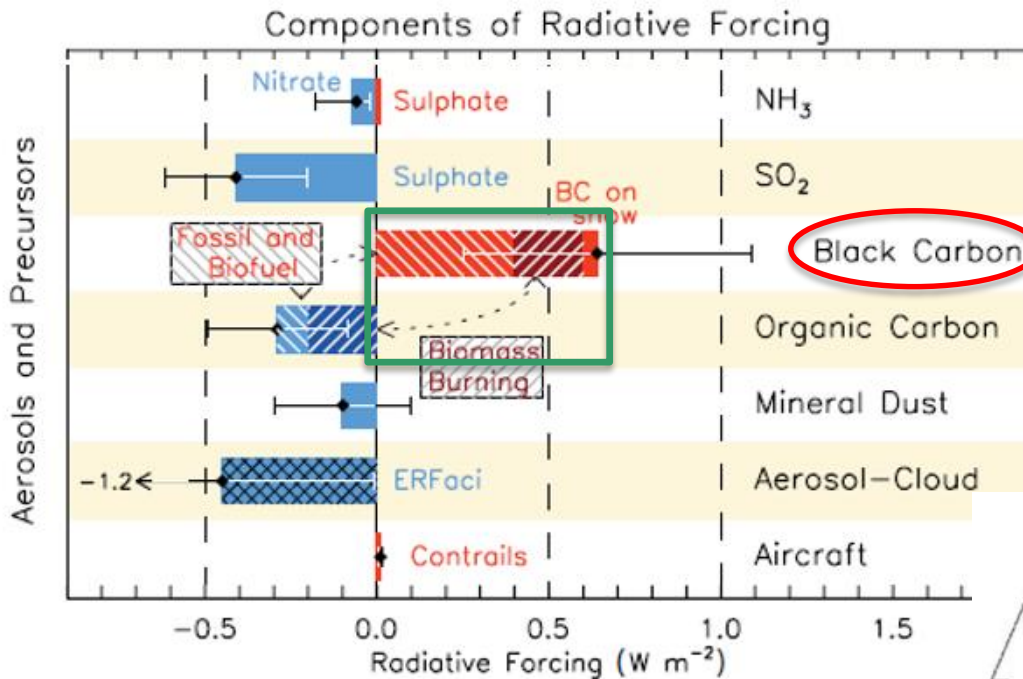 Components of Radiative Forcing
Aerosols and Precursors
Nitrate
Sulphate
NH₃
Sulphate
SO₂
BC on
snow
Fossil and
Biofuel
Black Carbon
Organic Carbon
Biomass
Burning
Mineral Dust
-1.2
ERFaci
Aerosol-Cloud
Contrails
Aircraft
-0.5 0.0 0.5 1.0 1.5
Radiative Forcing (W m⁻²)